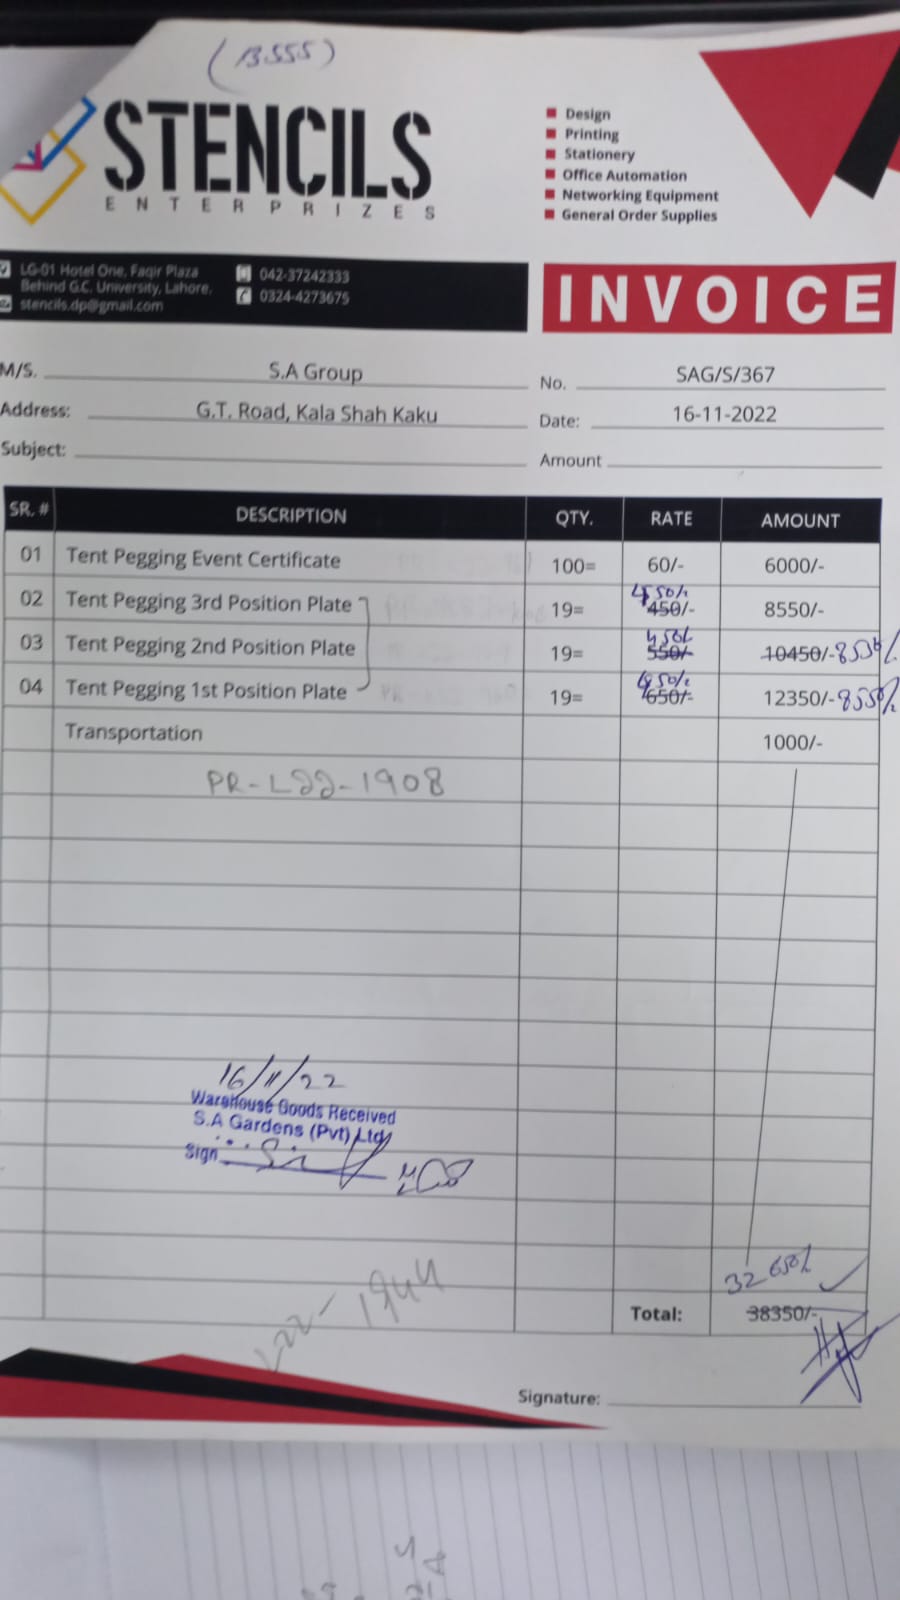 (B555)
STENCILS
ENTERPRIZES
Design
Printing
Stationery
Office Automation
Networking Equipment
General Order Supplies
LG-01 Hotel One, Faqir Plaza
Behind G.C. University, Lahore.
stencils.dp@gmail.com
042-37242333
0324-4273675
INVOICE
M/S. S.A Group
No. SAG/S/367
Address: G.T. Road, Kala Shah Kaku
Date: 16-11-2022
Subject:
Amount
SR. # DESCRIPTION QTY. RATE AMOUNT
01 Tent Pegging Event Certificate 100= 60/- 6000/-
450/-
02 Tent Pegging 3rd Position Plate 19= 450/- 8550/-
450/-
03 Tent Pegging 2nd Position Plate 19= 550/- 10450/- 8550/-
450/-
04 Tent Pegging 1st Position Plate 19= 650/- 12350/- 8550/-
Transportation 1000/-
PR-L22-1908
16/11/22
Warehouse Goods Received
S.A Gardens (Pvt) Ltd
Sign
L22-1944
32650/-
Total: 38350/-
Signature: